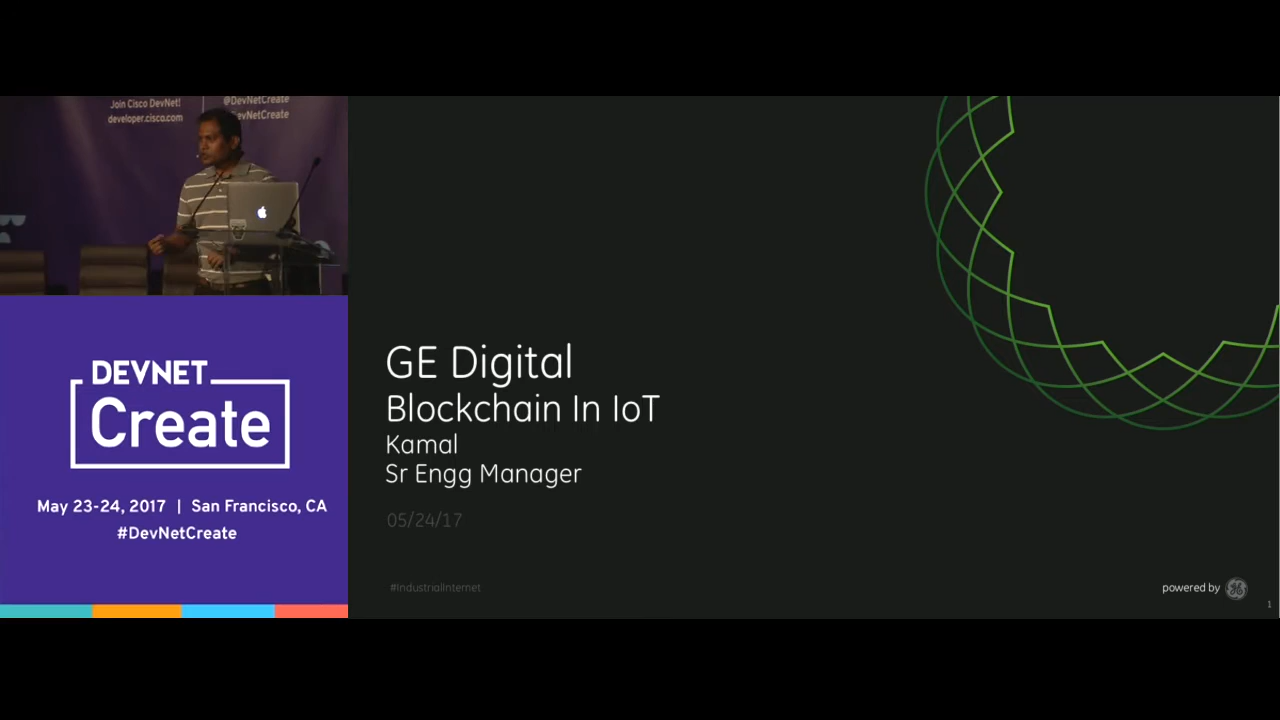 Join Cisco DevNet!
developer.cisco.com
@DevNetCreate
DevNetCreate
DEVNET
Create
May 23-24, 2017 | San Francisco, CA
#DevNetCreate
GE Digital
Blockchain In IoT
Kamal
Sr Engg Manager
05/24/17
#IndustrialInternet
powered by
1